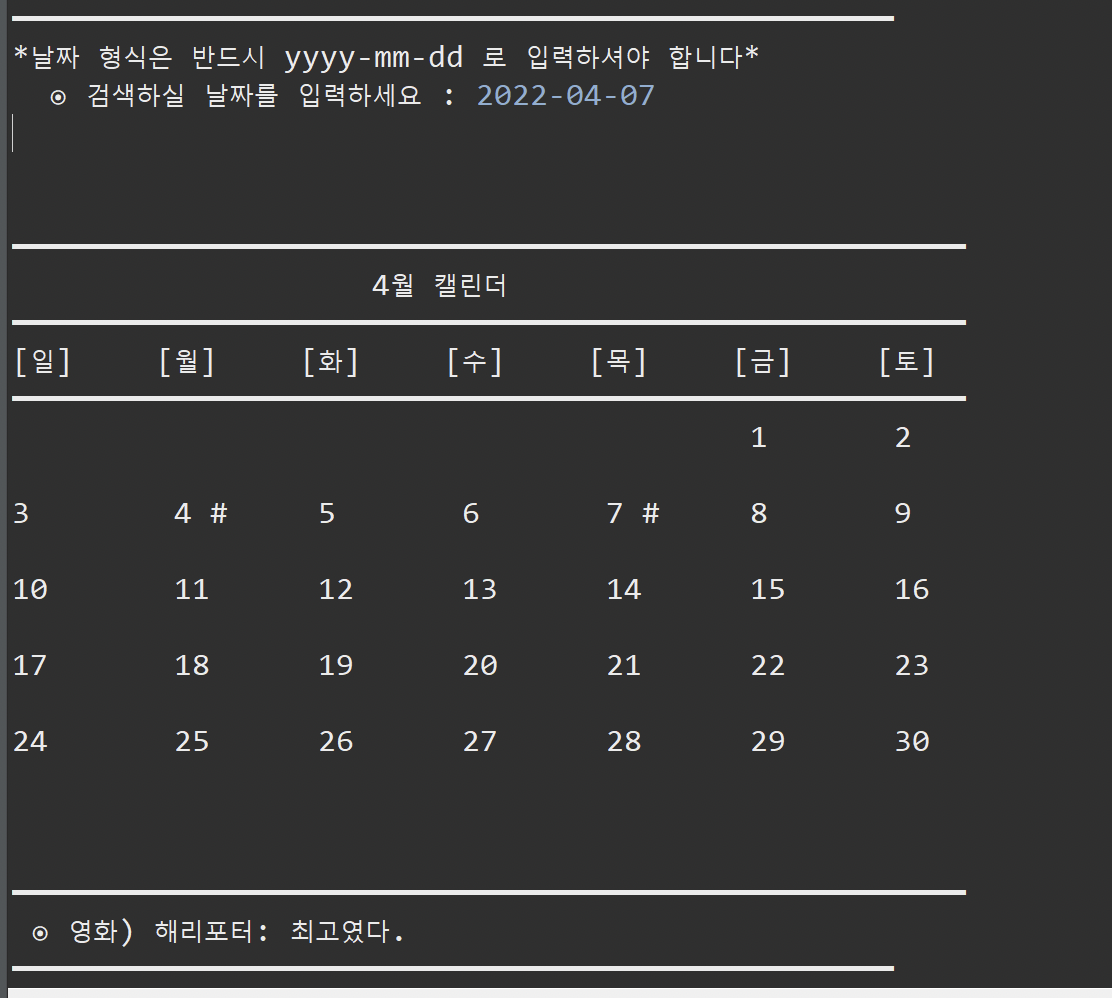 *날짜 형식은 반드시 yyyy-mm-dd 로 입력하셔야 합니다*
⊙ 검색하실 날짜를 입력하세요 : 2022-04-07
4월 캘린더
[일] [월] [화] [수] [목] [금] [토]
1 2
3 4 # 5 6 7 # 8 9
10 11 12 13 14 15 16
17 18 19 20 21 22 23
24 25 26 27 28 29 30
⊙ 영화) 해리포터: 최고였다.